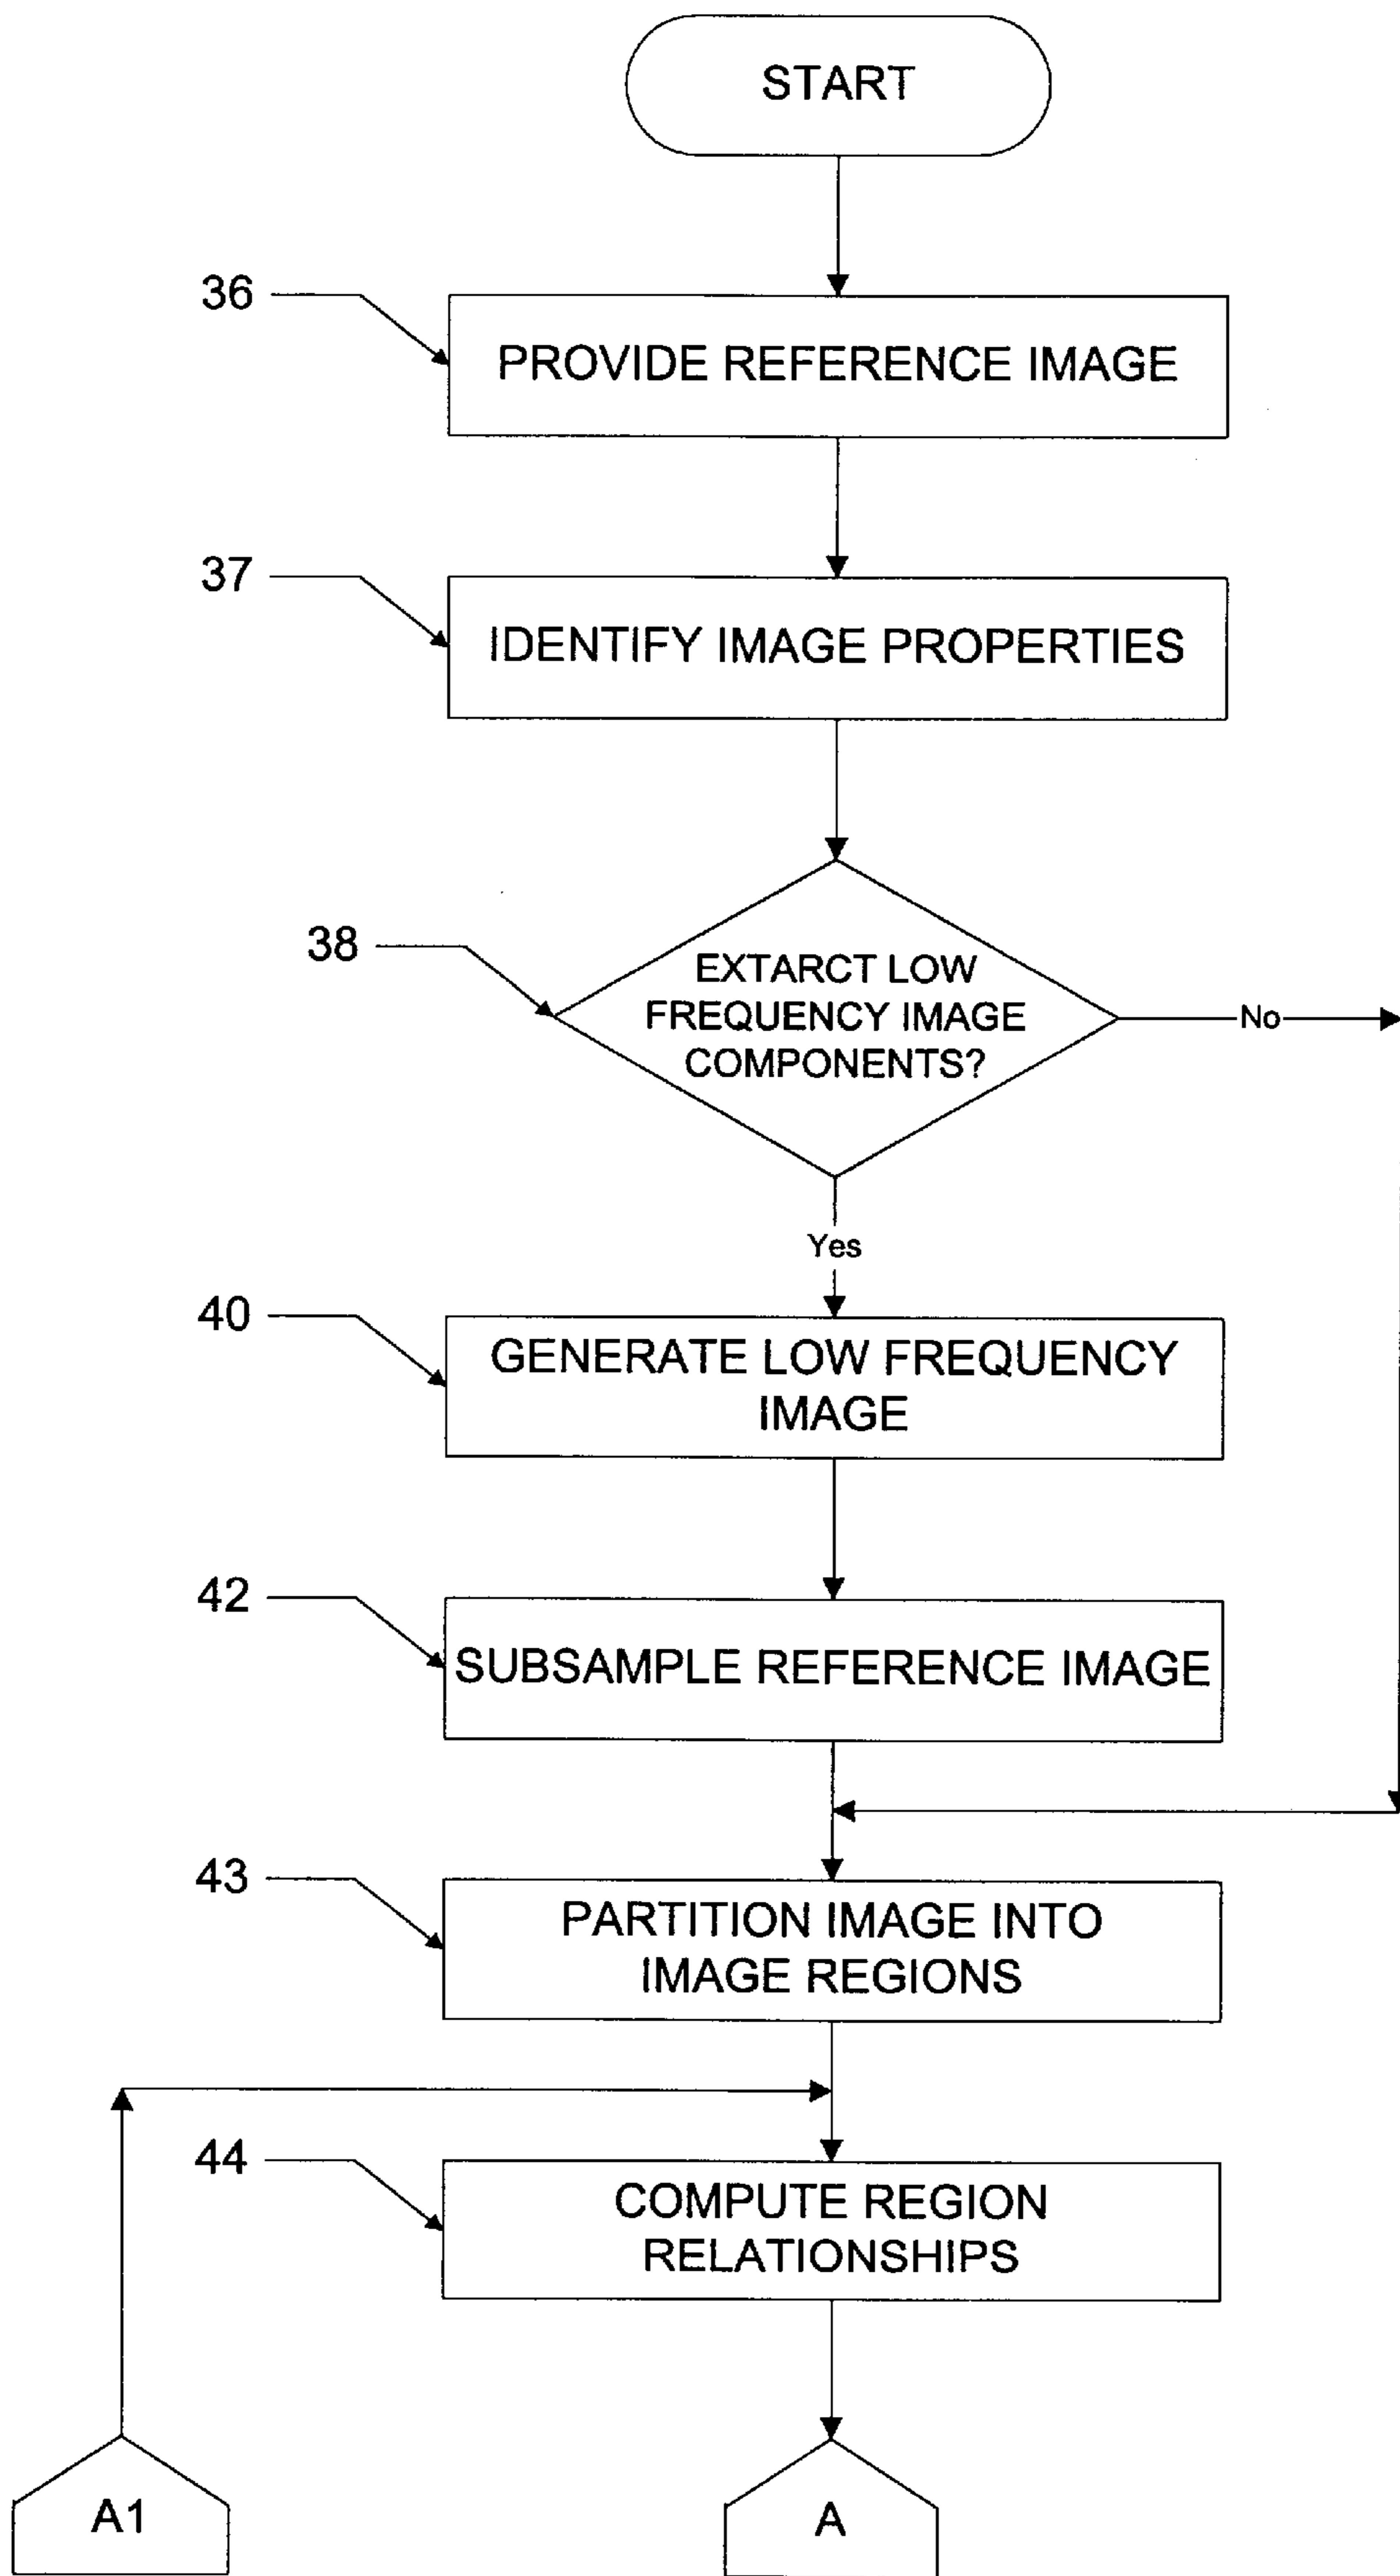 START
36
PROVIDE REFERENCE IMAGE
37
IDENTIFY IMAGE PROPERTIES
38
EXTARCT LOW
FREQUENCY IMAGE
COMPONENTS?
No
Yes
40
GENERATE LOW FREQUENCY
IMAGE
42
SUBSAMPLE REFERENCE IMAGE
43
PARTITION IMAGE INTO
IMAGE REGIONS
44
COMPUTE REGION
RELATIONSHIPS
A1
A